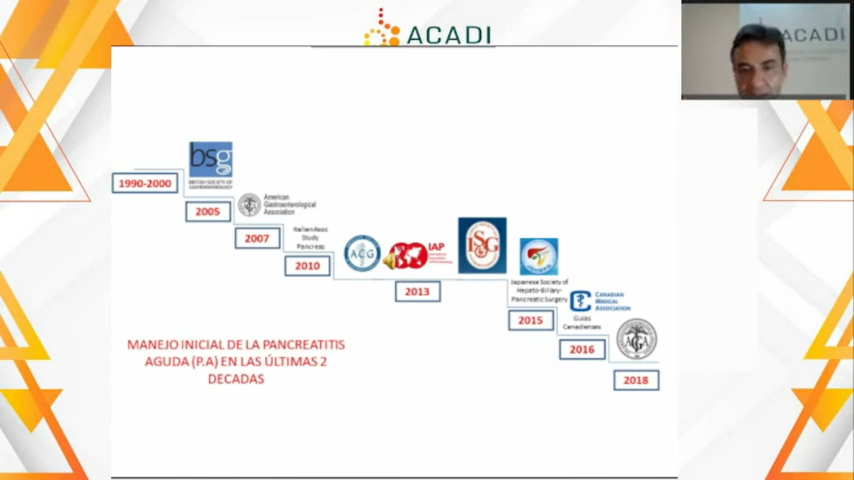 ACADI
ACADI
bsg
BRITISH SOCIETY OF
GASTROENTEROLOGY
1990-2000
2005
American
Gastroenterological
Association
2007
Italian Assoc
Study
Pancreas
2010
ACG
IAP
ISG
2013
Japanese Society of
Hepato-Biliary-
Pancreatic Surgery
2015
CANADIAN
MEDICAL
ASSOCIATION
Guías
Canadienses
2016
AGA
2018
MANEJO INICIAL DE LA PANCREATITIS
AGUDA (P.A) EN LAS ÚLTIMAS 2
DECADAS